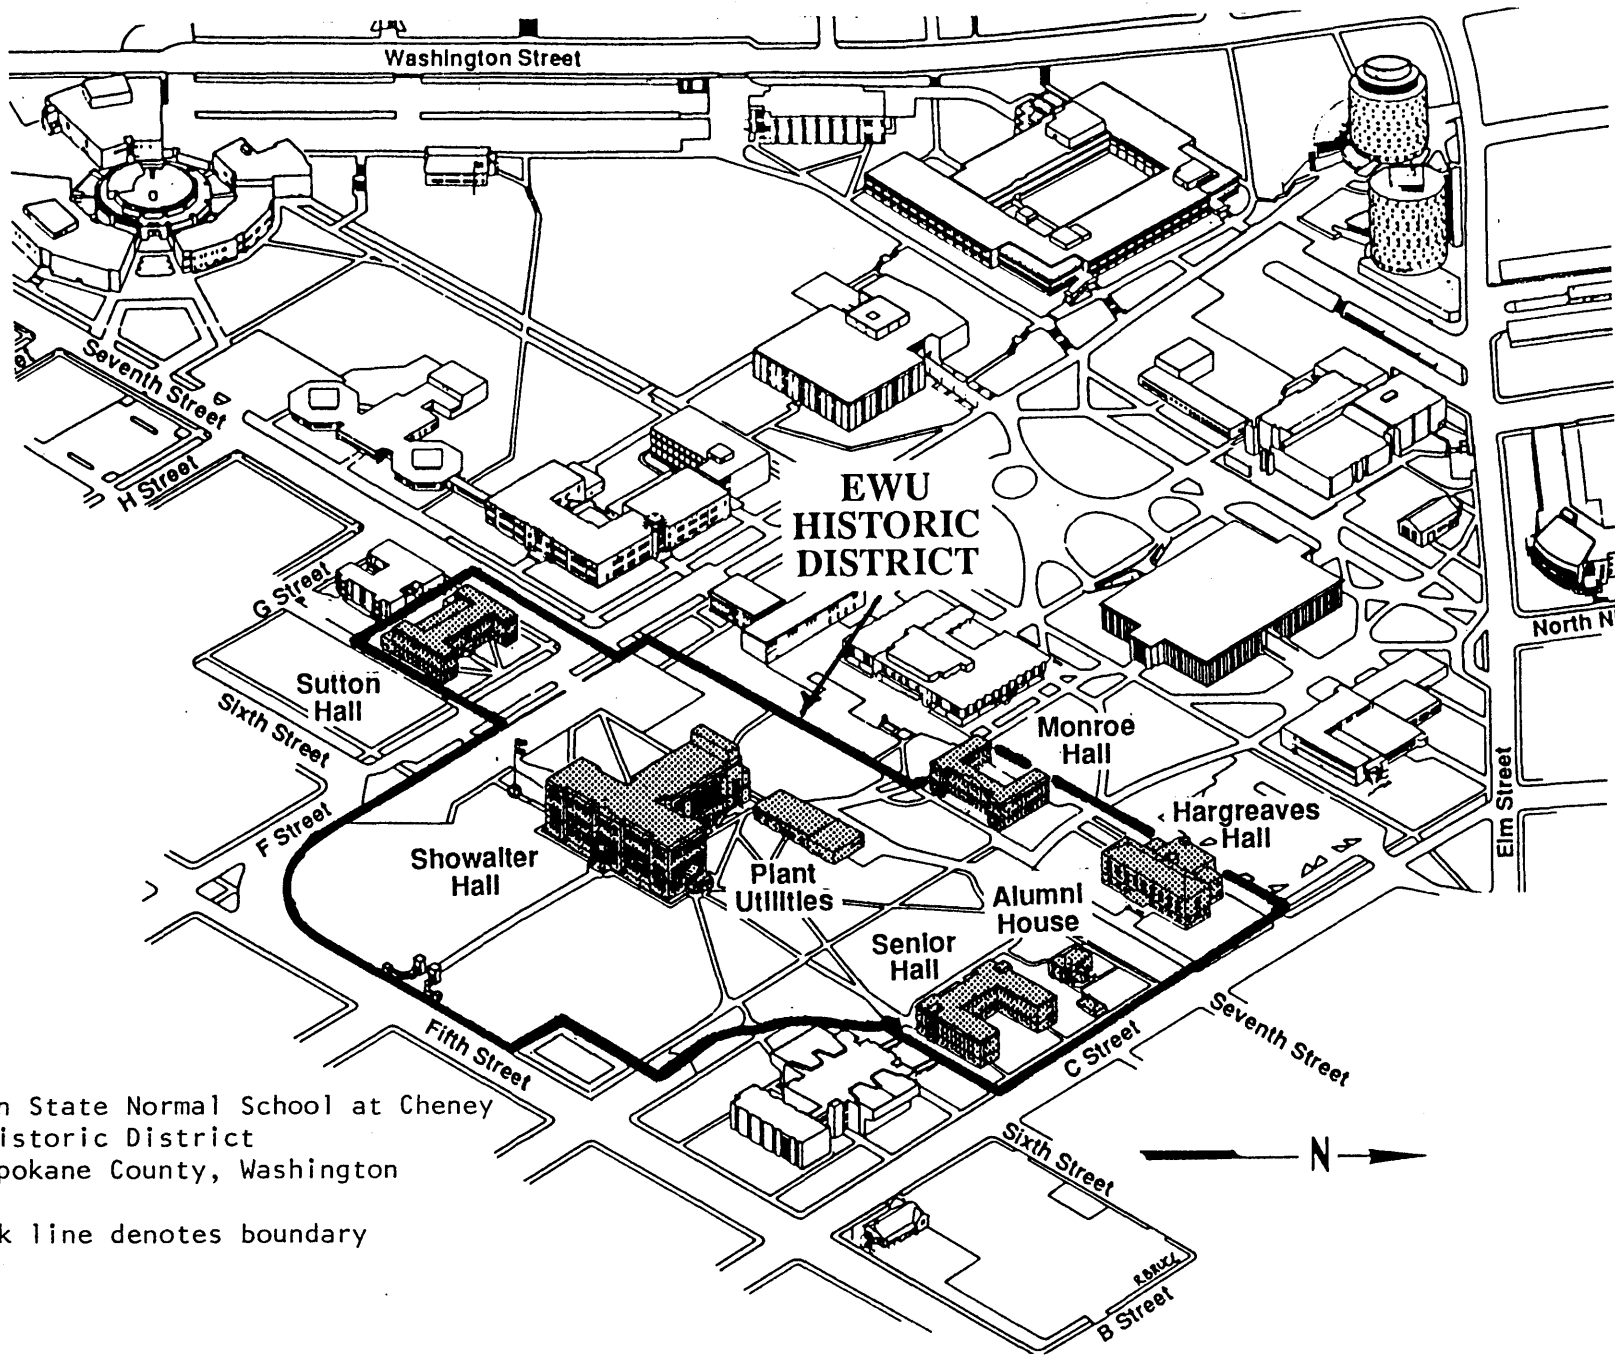 Washington Street
Seventh Street
H Street
EWU
HISTORIC
DISTRICT
G Street
North N
Sutton
Hall
Sixth Street
Monroe
Hall
Elm Street
Hargreaves
Hall
F Street
Showalter
Hall
Plant
Utilities
Alumni
House
Senior
Hall
Fifth Street
C Street
Seventh Street
n State Normal School at Cheney
istoric District
pokane County, Washington
k line denotes boundary
Sixth Street
N
R.BRUCE
B Street